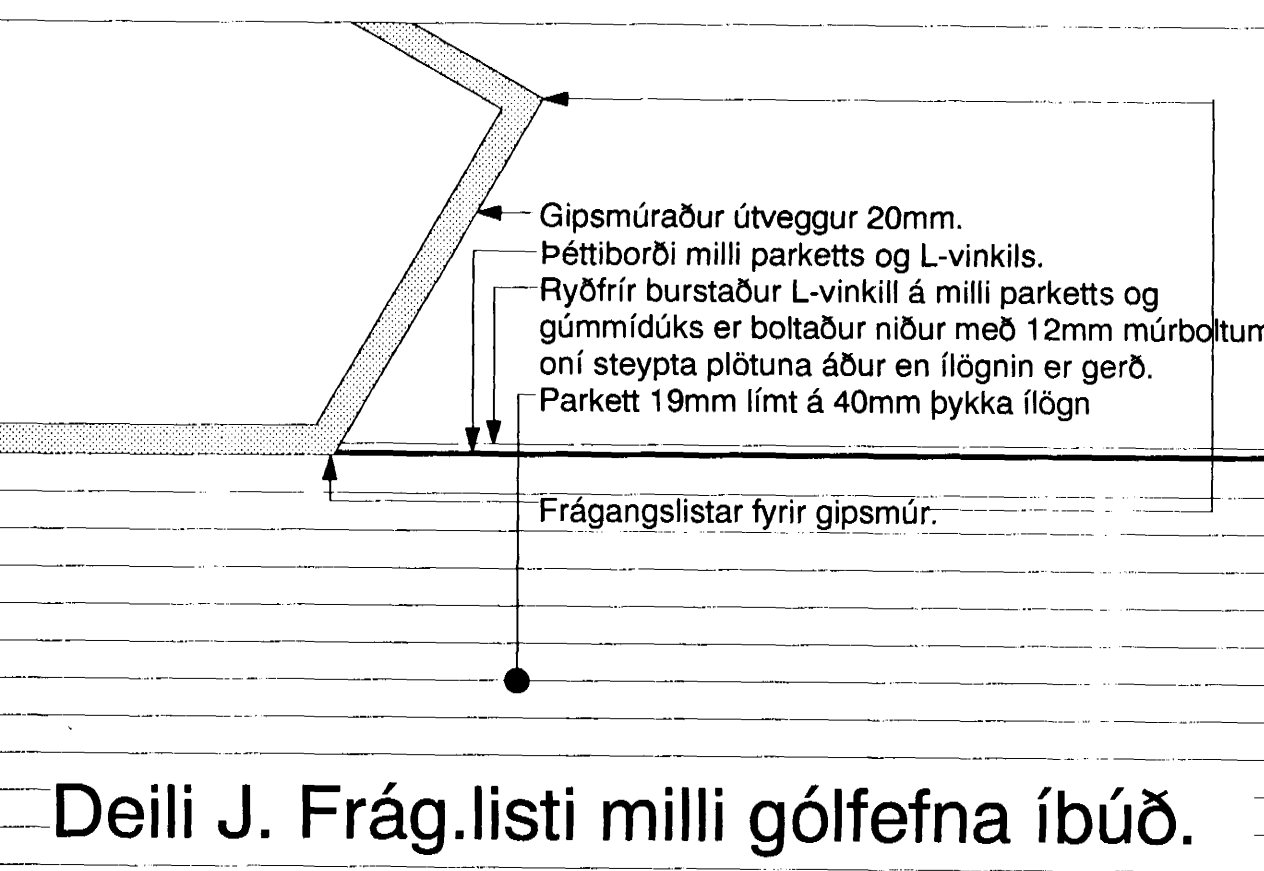 Gipsmúraður útveggur 20mm.
Þéttiborði milli parketts og L-vinkils.
Ryðfrír burstaður L-vinkill á milli parketts og
gúmmídúks er boltaður niður með 12mm múrboltum
oní steypta plötuna áður en ílögnin er gerð.
Parkett 19mm límt á 40mm þykka ílögn
Frágangslistar fyrir gipsmúr.
Deili J. Frág.listi milli gólfefna íbúð.